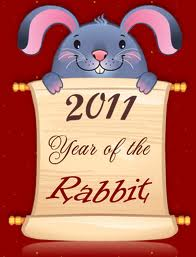 2011
Year of the
Rabbit